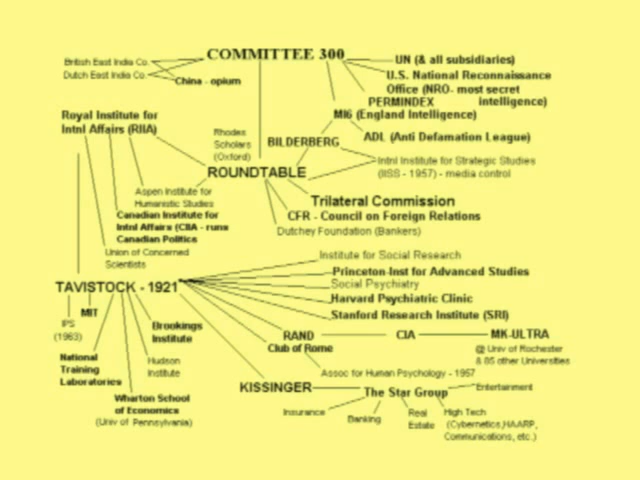 COMMITTEE 300
British East India Co.
Dutch East India Co.
China - opium
UN (& all subsidiaries)
U.S. National Reconnaissance
Office (NRO- most secret
intelligence)
PERMINDEX
MI6 (England Intelligence)
ADL (Anti Defamation League)
Royal Institute for
Intnl Affairs (RIIA)
Rhodes
Scholars
(Oxford)
BILDERBERG
Intnl Institute for Strategic Studies
(IISS - 1957) - media control
ROUNDTABLE
Aspen Institute for
Humanistic Studies
Trilateral Commission
Canadian Institute for
Intnl Affairs (CIIA - runs
Canadian Politics
CFR - Council on Foreign Relations
Dutchey Foundation (Bankers)
Union of Concerned
Scientists
Institute for Social Research
Princeton-Inst for Advanced Studies
Social Psychiatry
Harvard Psychiatric Clinic
Stanford Research Institute (SRI)
TAVISTOCK - 1921
MIT
IPS
(1963)
Brookings
Institute
RAND
CIA
MK-ULTRA
Club of Rome
@ Univ of Rochester
& 85 other Universities
National
Training
Laboratories
Hudson
Institute
Assoc for Human Psychology - 1957
KISSINGER
The Star Group
Entertainment
Wharton School
of Economics
(Univ of Pennsylvania)
Insurance
Banking
Real
Estate
High Tech
(Cybernetics,HAARP,
Communications, etc.)